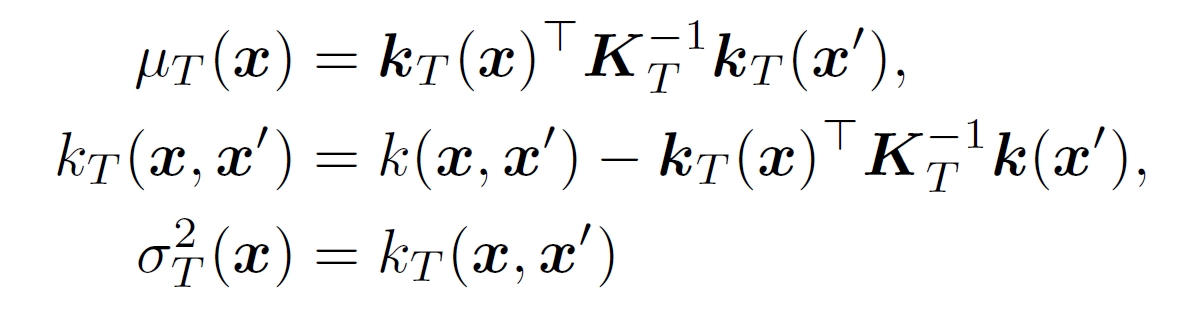 μ_T(𝒙) = 𝒌_T(𝒙)^⊤ 𝑲_T^{-1} 𝒌_T(𝒙′),
k_T(𝒙, 𝒙′) = k(𝒙, 𝒙′) − 𝒌_T(𝒙)^⊤ 𝑲_T^{-1} 𝒌(𝒙′),
σ_T^2(𝒙) = k_T(𝒙, 𝒙′)